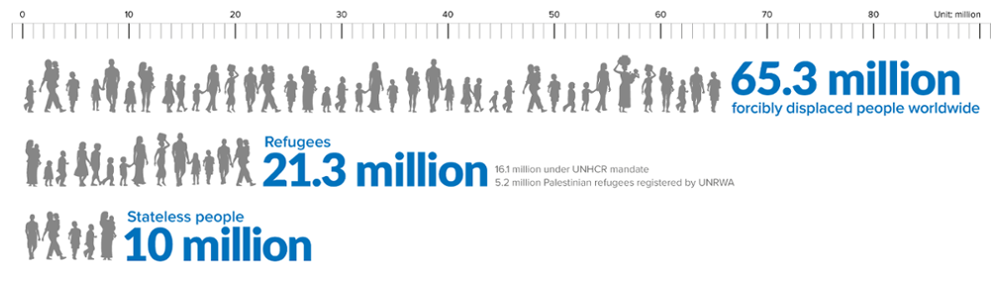 0 10 20 30 40 50 60 70 80 Unit: million
65.3 million
forcibly displaced people worldwide
Refugees
21.3 million
16.1 million under UNHCR mandate
5.2 million Palestinian refugees registered by UNRWA
Stateless people
10 million